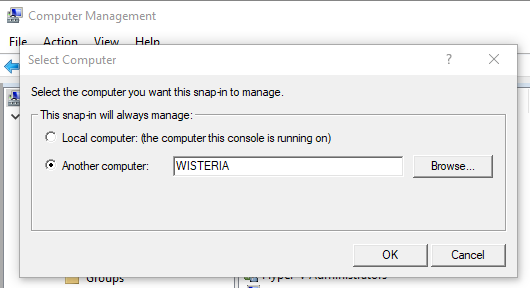 Computer Management
File Action View Help
Select Computer
Select the computer you want this snap-in to manage.
This snap-in will always manage:
Local computer: (the computer this console is running on)
Another computer: WISTERIA Browse...
OK Cancel
Groups Hyper-V Administrators